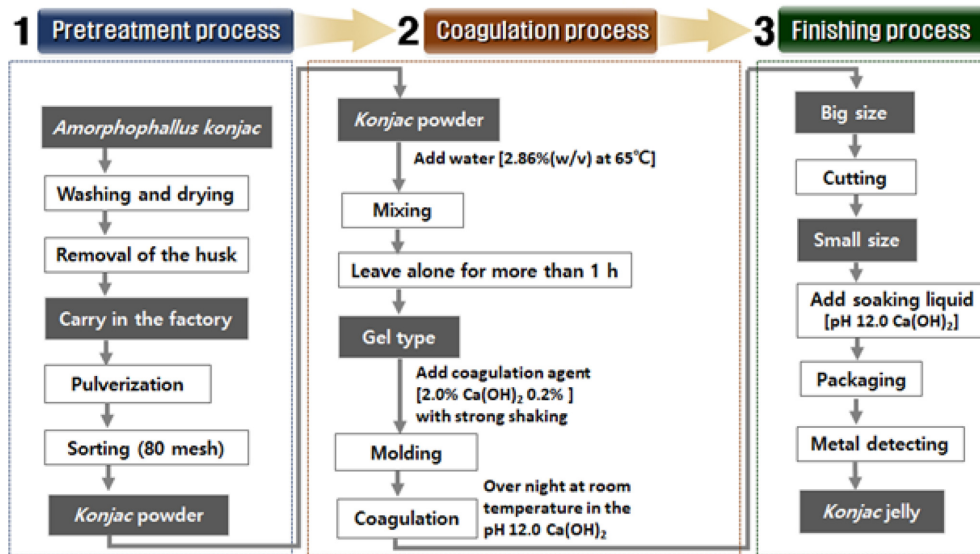 1 Pretreatment process
Amorphophallus konjac
Washing and drying
Removal of the husk
Carry in the factory
Pulverization
Sorting (80 mesh)
Konjac powder
2 Coagulation process
Konjac powder
Add water [2.86%(w/v) at 65℃]
Mixing
Leave alone for more than 1 h
Gel type
Add coagulation agent
[2.0% Ca(OH)₂ 0.2% ]
with strong shaking
Molding
Coagulation
Over night at room
temperature in the
pH 12.0 Ca(OH)₂
3 Finishing process
Big size
Cutting
Small size
Add soaking liquid
[pH 12.0 Ca(OH)₂]
Packaging
Metal detecting
Konjac jelly